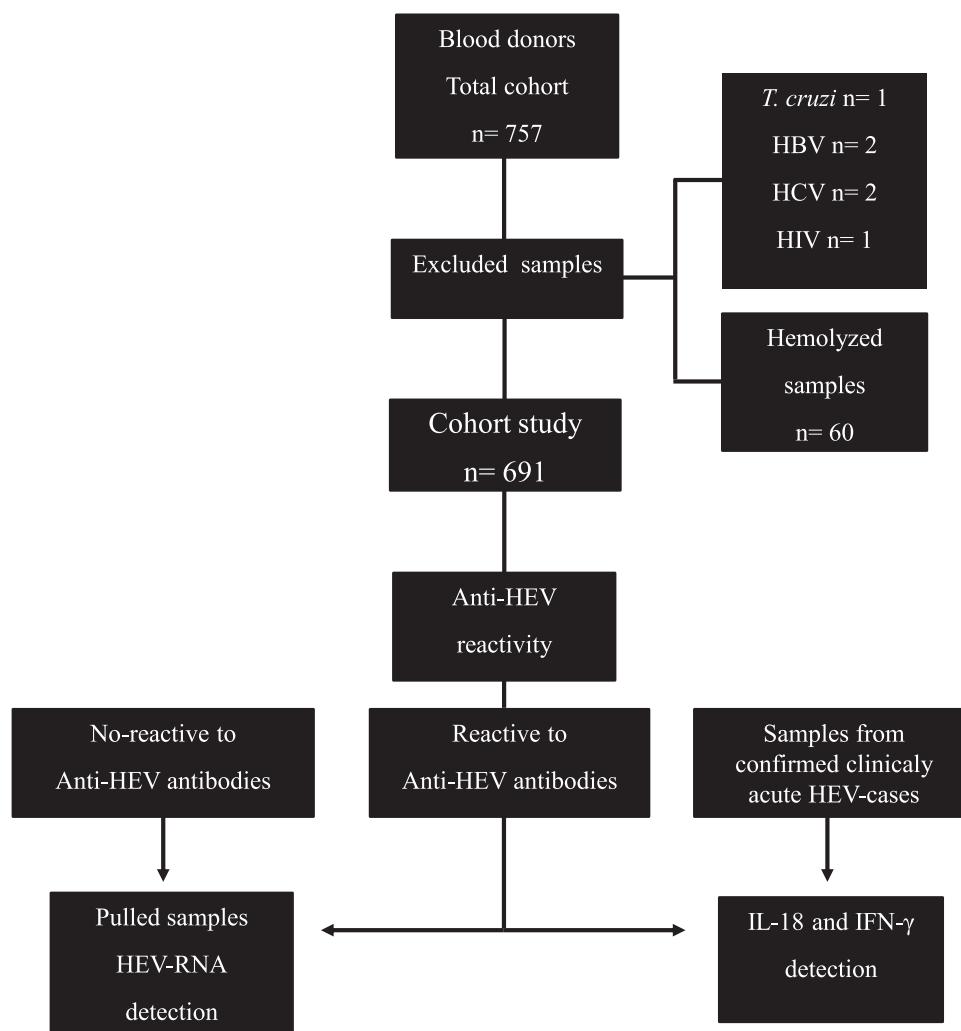 Blood donors
Total cohort
n= 757
T. cruzi n= 1
HBV n= 2
HCV n= 2
HIV n= 1
Excluded samples
Hemolyzed
samples
n= 60
Cohort study
n= 691
Anti-HEV
reactivity
No-reactive to
Anti-HEV antibodies
Reactive to
Anti-HEV antibodies
Samples from
confirmed clinicaly
acute HEV-cases
Pulled samples
HEV-RNA
detection
IL-18 and IFN-γ
detection